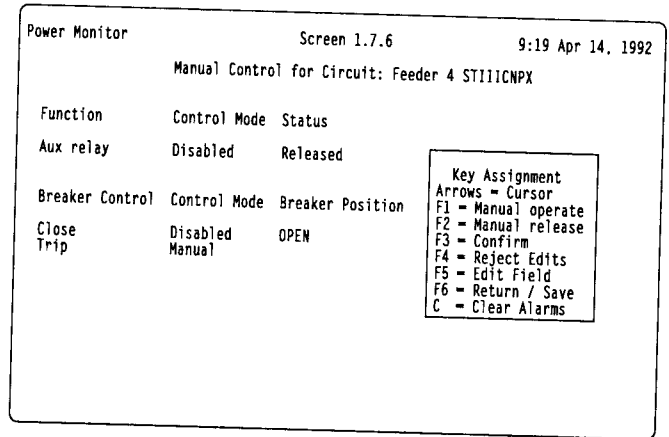 Power Monitor Screen 1.7.6 9:19 Apr 14, 1992
Manual Control for Circuit: Feeder 4 STIIICNPX
Function Control Mode Status
Aux relay Disabled Released
Breaker Control Control Mode Breaker Position
Close Disabled OPEN
Trip Manual
Key Assignment
Arrows = Cursor
F1 = Manual operate
F2 = Manual release
F3 = Confirm
F4 = Reject Edits
F5 = Edit Field
F6 = Return / Save
C = Clear Alarms